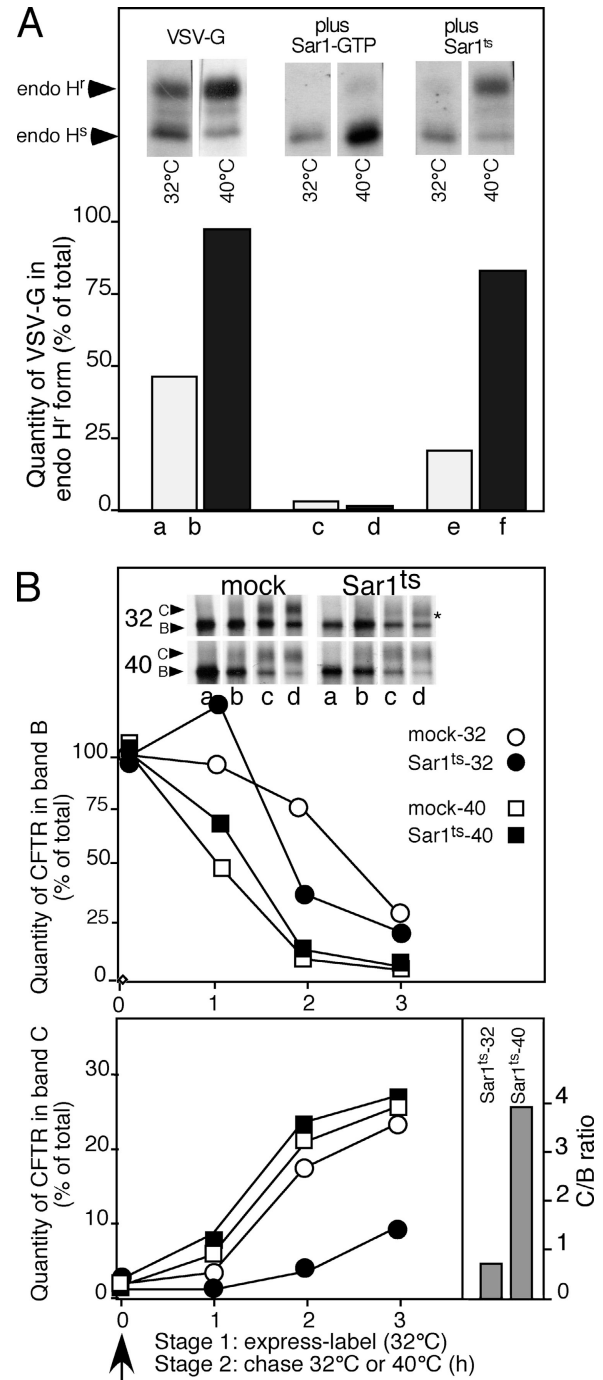 A
VSV-G
plus
Sar1-GTP
plus
Sar1ts
endo Hr
endo Hs
32°C
40°C
32°C
40°C
32°C
40°C
Quantity of VSV-G in
endo Hr form (% of total)
100
75
50
25
0
a b c d e f
B
mock Sar1ts
32 C
B
*
40 C
B
a b c d a b c d
mock-32
Sar1ts-32
mock-40
Sar1ts-40
Quantity of CFTR in band B
(% of total)
100
75
50
25
0
0 1 2 3
Quantity of CFTR in band C
(% of total)
30
20
10
0
0 1 2 3
Sar1ts-32
Sar1ts-40
4
3
2
1
0
C/B ratio
Stage 1: express-label (32°C)
Stage 2: chase 32°C or 40°C (h)